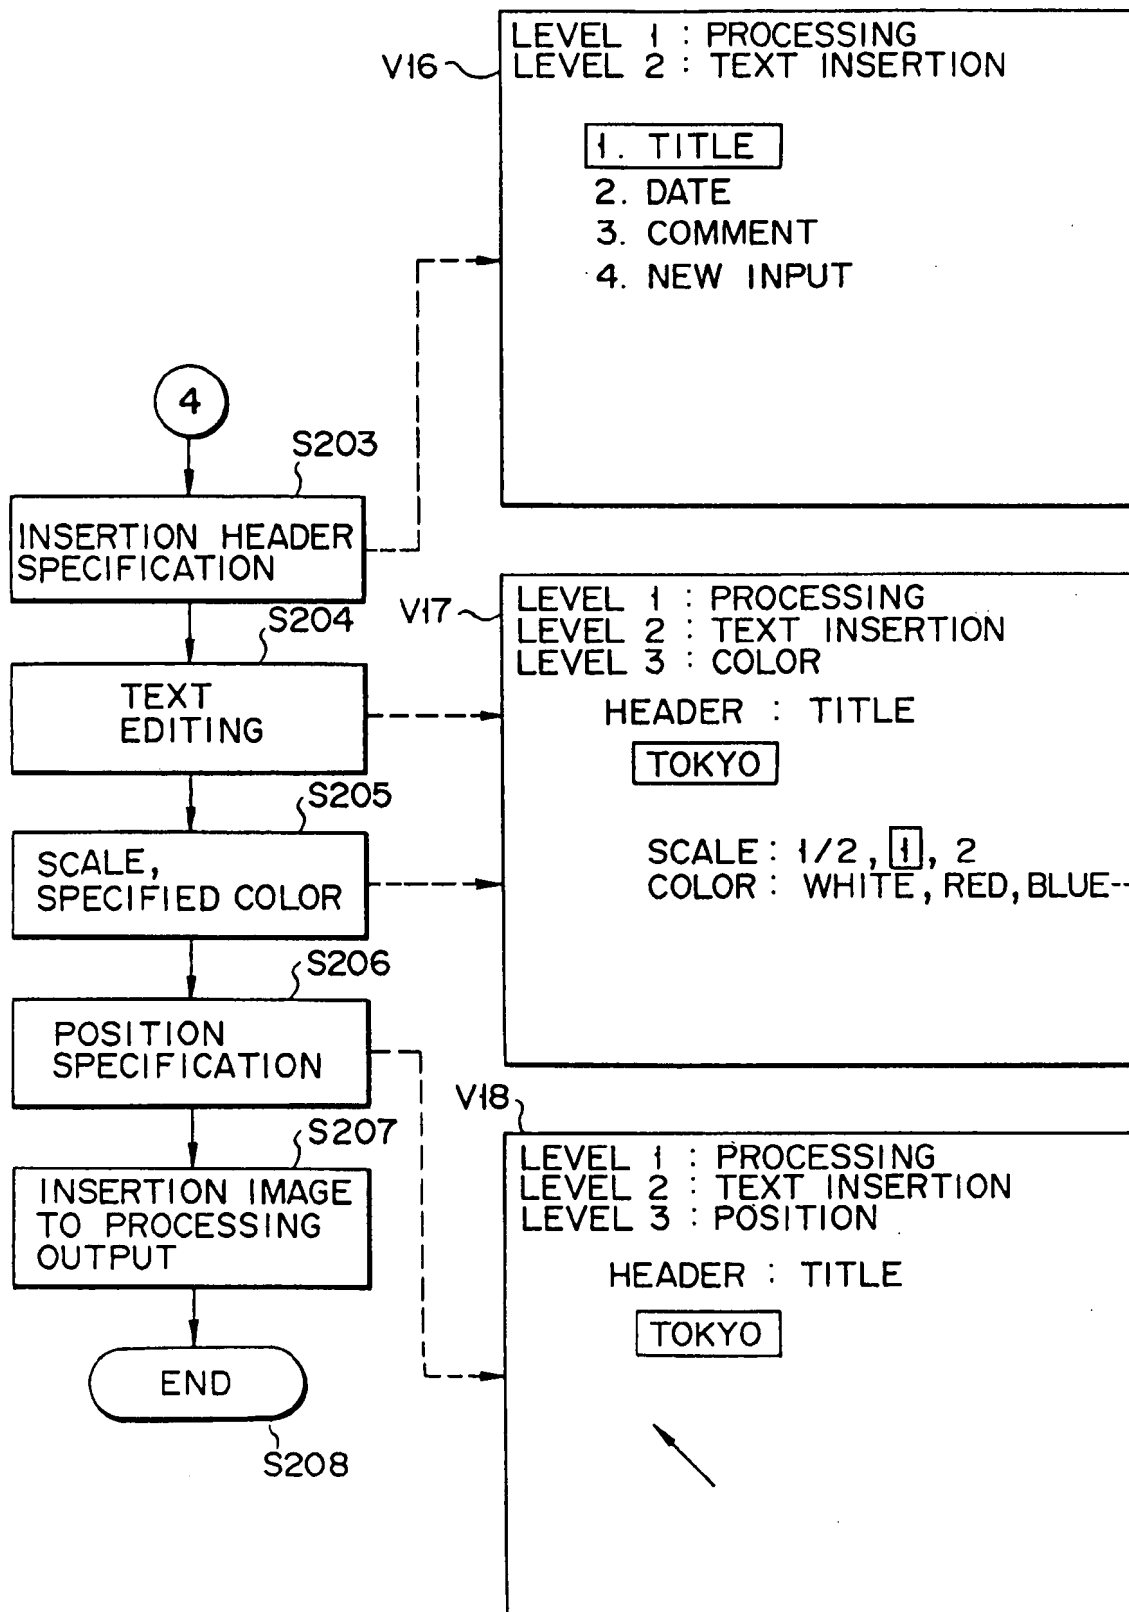 4
S203
INSERTION HEADER
SPECIFICATION
S204
TEXT
EDITING
S205
SCALE,
SPECIFIED COLOR
S206
POSITION
SPECIFICATION
S207
INSERTION IMAGE
TO PROCESSING
OUTPUT
END
S208
V16
LEVEL 1 : PROCESSING
LEVEL 2 : TEXT INSERTION
1. TITLE
2. DATE
3. COMMENT
4. NEW INPUT
V17
LEVEL 1 : PROCESSING
LEVEL 2 : TEXT INSERTION
LEVEL 3 : COLOR
HEADER : TITLE
TOKYO
SCALE : 1/2, 1, 2
COLOR : WHITE, RED, BLUE--
V18
LEVEL 1 : PROCESSING
LEVEL 2 : TEXT INSERTION
LEVEL 3 : POSITION
HEADER : TITLE
TOKYO